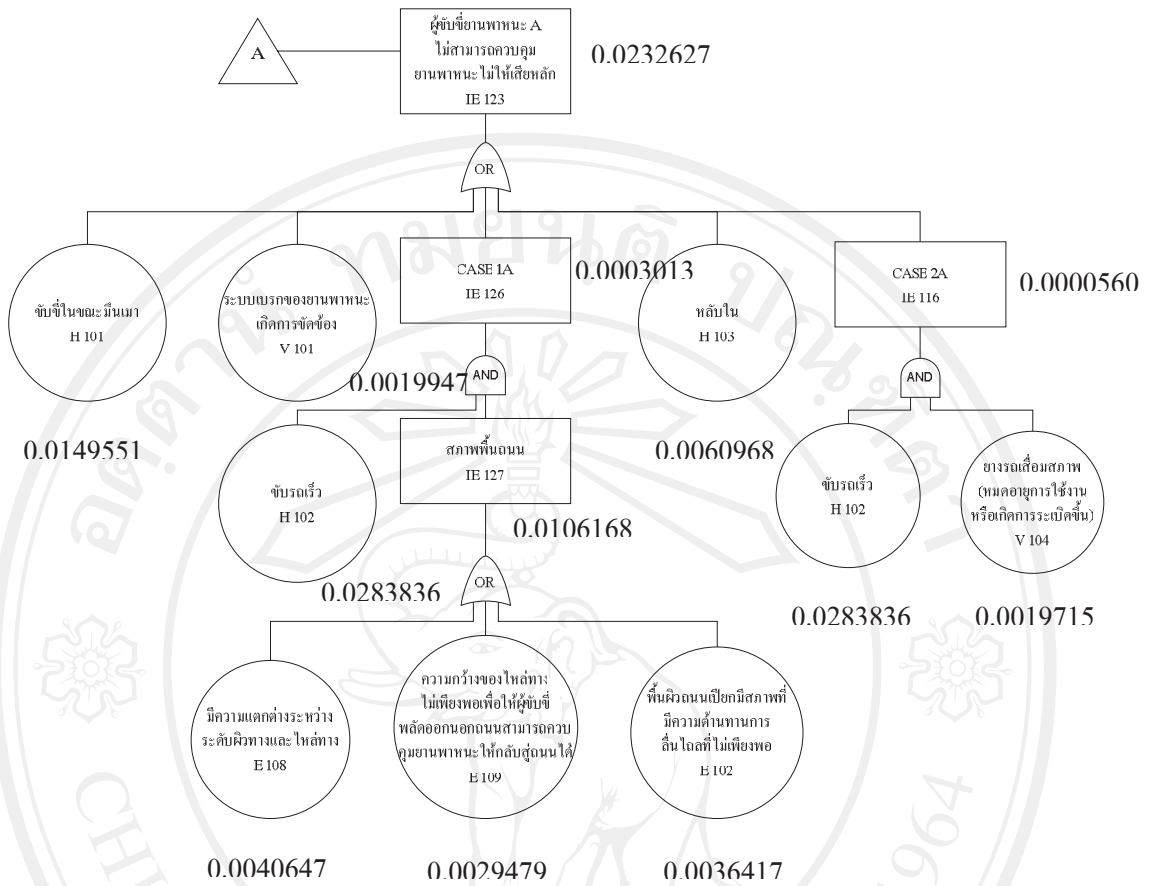 A
ผู้ขับขี่ยานพาหนะ A
ไม่สามารถควบคุม
ยานพาหนะไม่ให้เสียหลัก
IE 123
0.0232627
OR
ขับขี่ในขณะมึนเมา
H 101
0.0149551
ระบบเบรกของยานพาหนะ
เกิดการขัดข้อง
V 101
0.0019947
CASE 1A
IE 126
0.0003013
หลับใน
H 103
0.0060968
CASE 2A
IE 116
0.0000560
AND
ขับรถเร็ว
H 102
0.0283836
สภาพพื้นถนน
IE 127
0.0106168
AND
ขับรถเร็ว
H 102
0.0283836
ยางรถเสื่อมสภาพ
(หมดอายุการใช้งาน
หรือเกิดการระเบิดขึ้น)
V 104
0.0019715
OR
มีความแตกต่างระหว่าง
ระดับผิวทางและไหล่ทาง
E 108
0.0040647
ความกว้างของไหล่ทาง
ไม่เพียงพอเพื่อให้ผู้ขับขี่
พลัดออกนอกถนนสามารถควบ
คุมยานพาหนะให้กลับสู่ถนนได้
E 109
0.0029479
พื้นผิวถนนเปียกมีสภาพที่
มีความต้านทานการ
ลื่นไถลที่ไม่เพียงพอ
E 102
0.0036417
อตฺตานํ ทมยนฺติ ปณฺฑิตา
CHI
1964